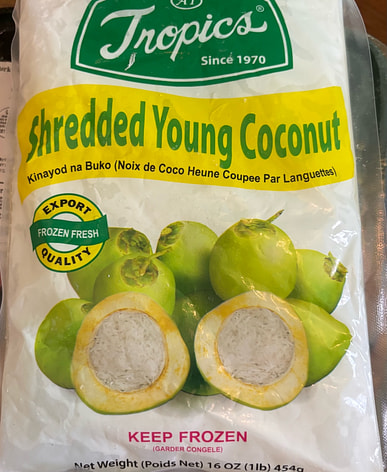 Tropics
Since 1970
Shredded Young Coconut
Kinayod na Buko (Noix de Coco Heune Coupee Par Languettes)
EXPORT
FROZEN FRESH
QUALITY
KEEP FROZEN
(GARDER CONGELE)
Net Weight (Poids Net) 16 OZ (1lb) 454g